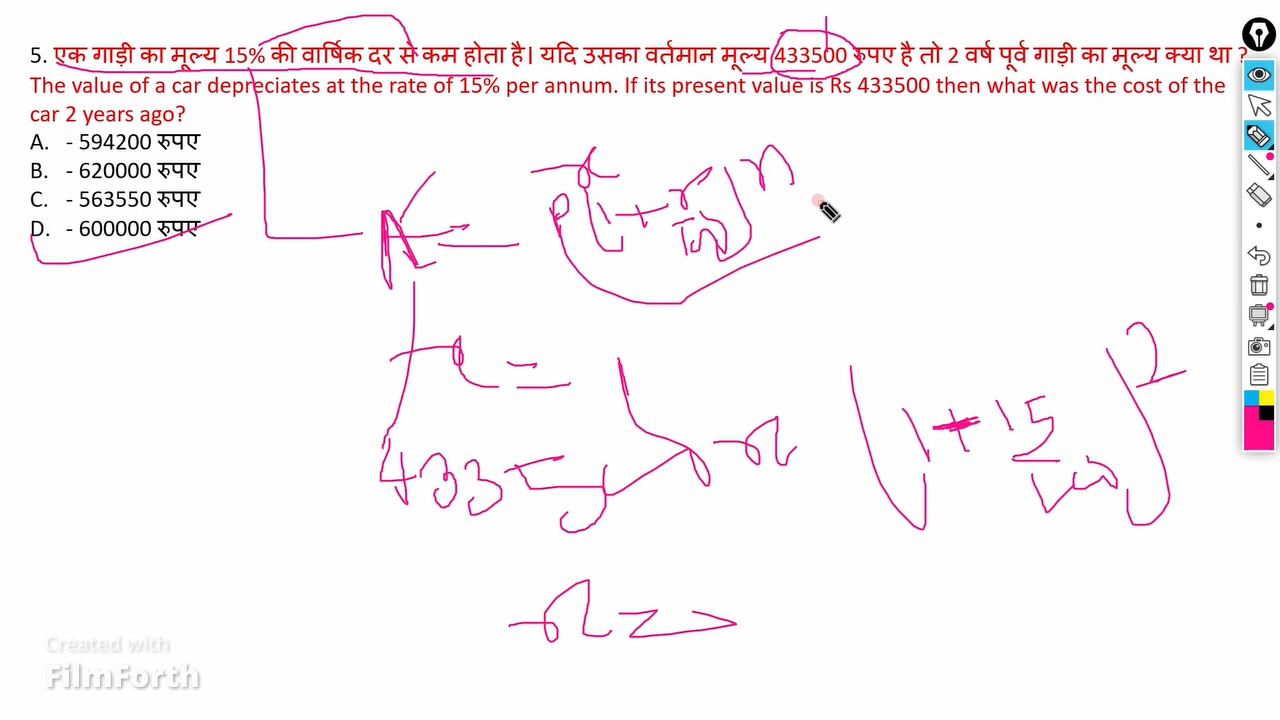 5. एक गाड़ी का मूल्य 15% की वार्षिक दर से कम होता है| यदि उसका वर्तमान मूल्य 433500 रुपए है तो 2 वर्ष पूर्व गाड़ी का मूल्य क्या था ?
The value of a car depreciates at the rate of 15% per annum. If its present value is Rs 433500 then what was the cost of the
car 2 years ago?
A. - 594200 रुपए
B. - 620000 रुपए
C. - 563550 रुपए
D. - 600000 रुपए
= (1 + r/100)^n
=
4335 (1 + 15/100)^2
Created with
FilmForth